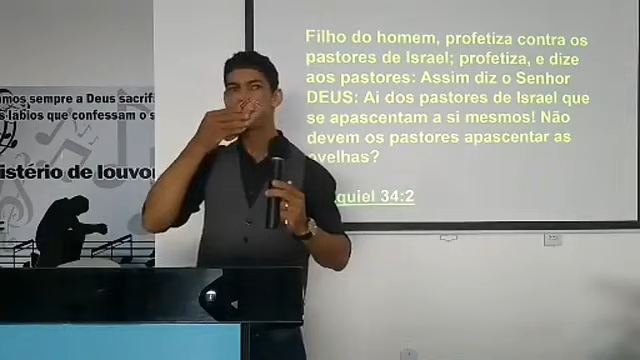 Filho do homem, profetiza contra os
pastores de Israel; profetiza, e dize
aos pastores: Assim diz o Senhor
DEUS: Ai dos pastores de Israel que
se apascentam a si mesmos! Não
devem os pastores apascentar as
ovelhas?
quiel 34:2
mos sempre a Deus sacrif
s lábios que confessam o s
istério de louvo